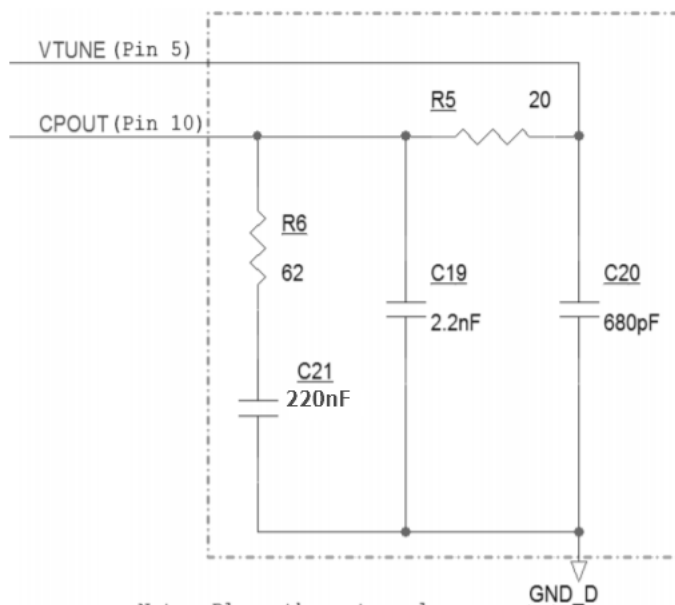 VTUNE (Pin 5)
R5 20
CPOUT (Pin 10)
R6
62
C19
2.2nF
C20
680pF
C21
220nF
GND_D